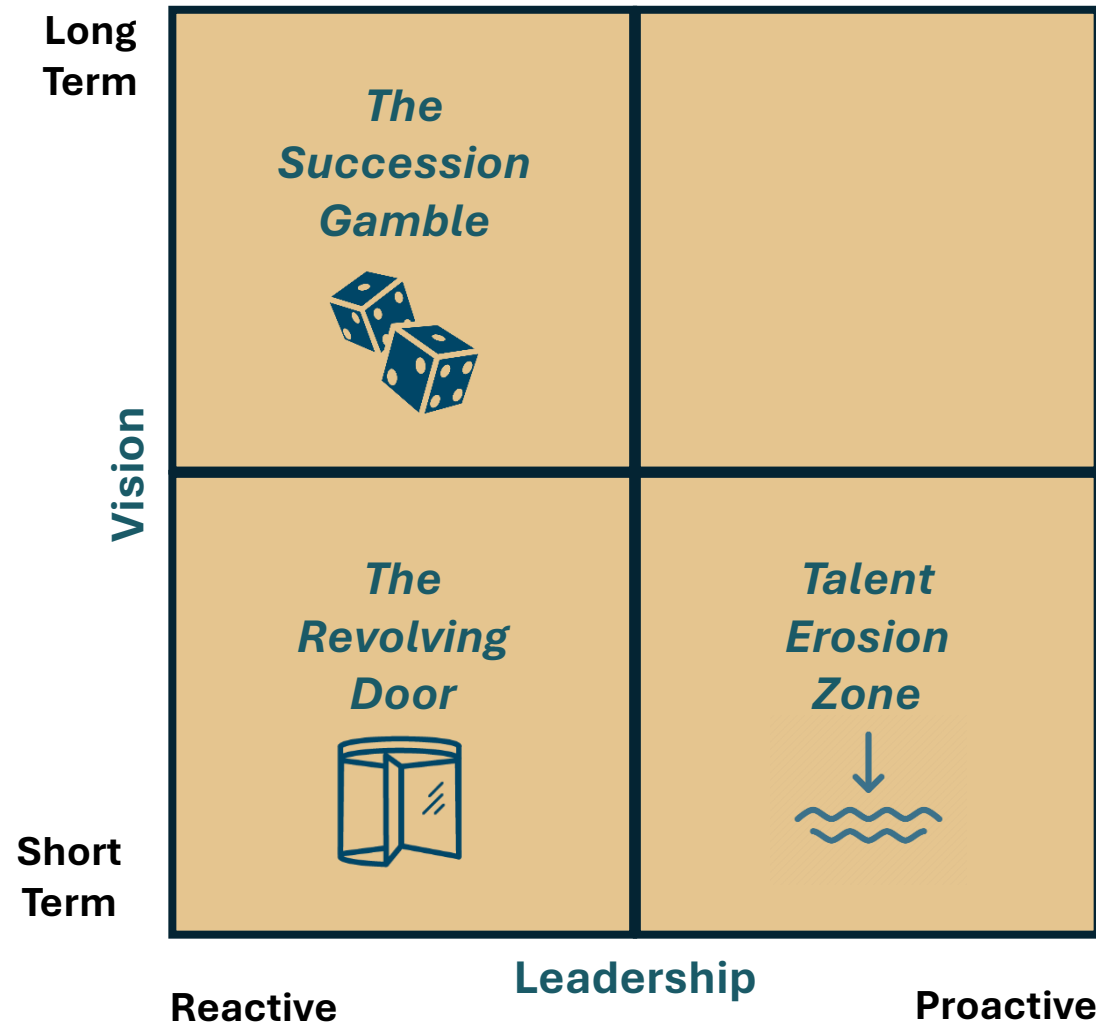 Long
Term
The
Succession
Gamble
Vision
The
Revolving
Door
Talent
Erosion
Zone
Short
Term
Leadership
Reactive
Proactive